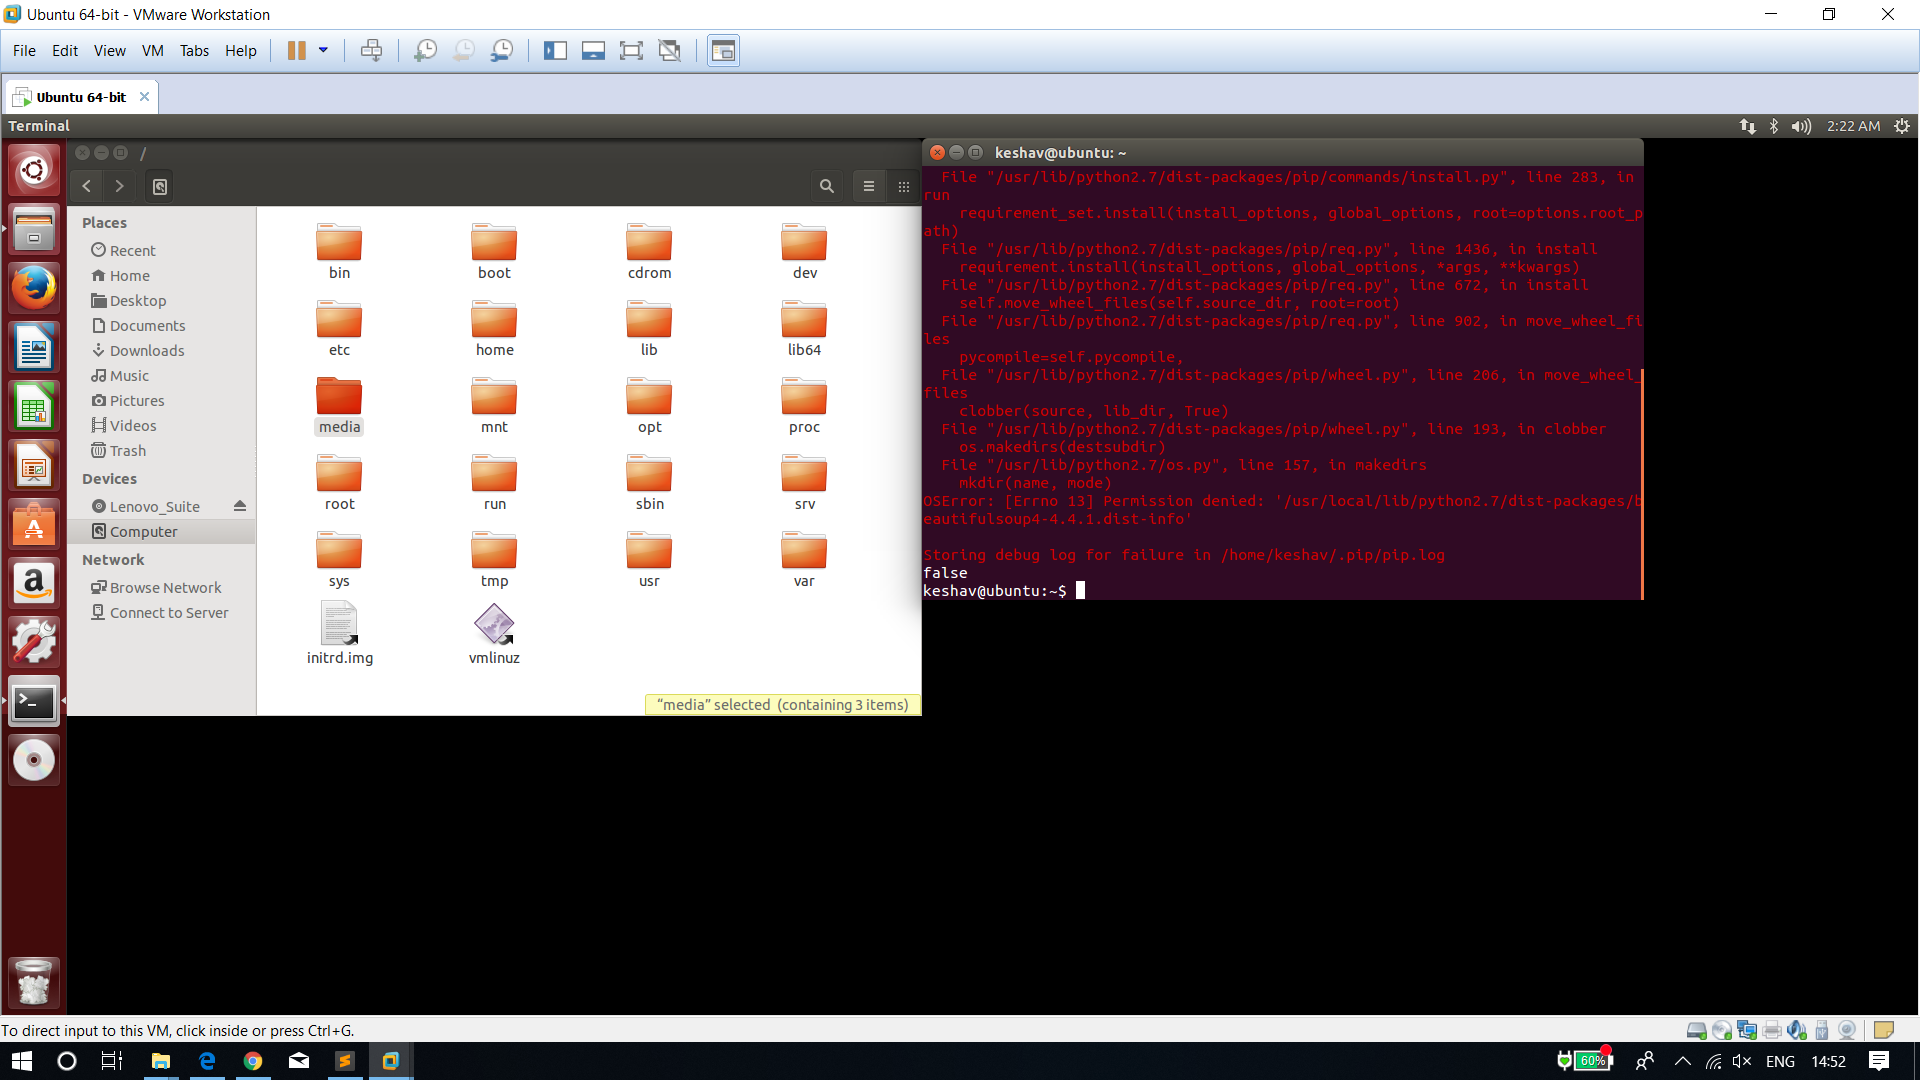 Ubuntu 64-bit - VMware Workstation
File Edit View VM Tabs Help
Ubuntu 64-bit
Terminal
2:22 AM
/
keshav@ubuntu: ~
Places
Recent
Home
Desktop
Documents
Downloads
Music
Pictures
Videos
Trash
Devices
Lenovo_Suite
Computer
Network
Browse Network
Connect to Server
bin boot cdrom dev
etc home lib lib64
media mnt opt proc
root run sbin srv
sys tmp usr var
initrd.img vmlinuz
“media” selected (containing 3 items)
File "/usr/lib/python2.7/dist-packages/pip/commands/install.py", line 283, in
run
requirement_set.install(install_options, global_options, root=options.root_p
ath)
File "/usr/lib/python2.7/dist-packages/pip/req.py", line 1436, in install
requirement.install(install_options, global_options, *args, **kwargs)
File "/usr/lib/python2.7/dist-packages/pip/req.py", line 672, in install
self.move_wheel_files(self.source_dir, root=root)
File "/usr/lib/python2.7/dist-packages/pip/req.py", line 902, in move_wheel_fi
les
pycompile=self.pycompile,
File "/usr/lib/python2.7/dist-packages/pip/wheel.py", line 206, in move_wheel_
files
clobber(source, lib_dir, True)
File "/usr/lib/python2.7/dist-packages/pip/wheel.py", line 193, in clobber
os.makedirs(destsubdir)
File "/usr/lib/python2.7/os.py", line 157, in makedirs
mkdir(name, mode)
OSError: [Errno 13] Permission denied: '/usr/local/lib/python2.7/dist-packages/b
eautifulsoup4-4.4.1.dist-info'
Storing debug log for failure in /home/keshav/.pip/pip.log
false
keshav@ubuntu:~$
To direct input to this VM, click inside or press Ctrl+G.
60% ENG 14:52